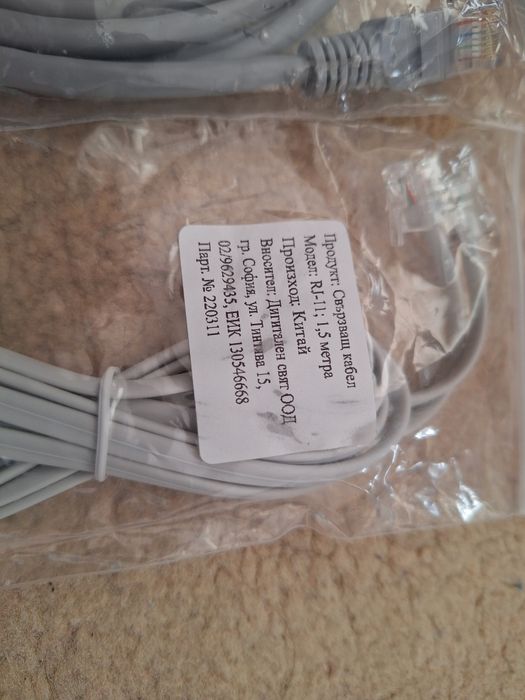 Продукт: Свързващ кабел
Модел: RJ-11; 1,5 метра
Произход: Китай
Вносител: Дигитален свят ООД
гр. София, ул. Тинтява 15,
02/9629435, ЕИК 130546668
Парт. № 220311